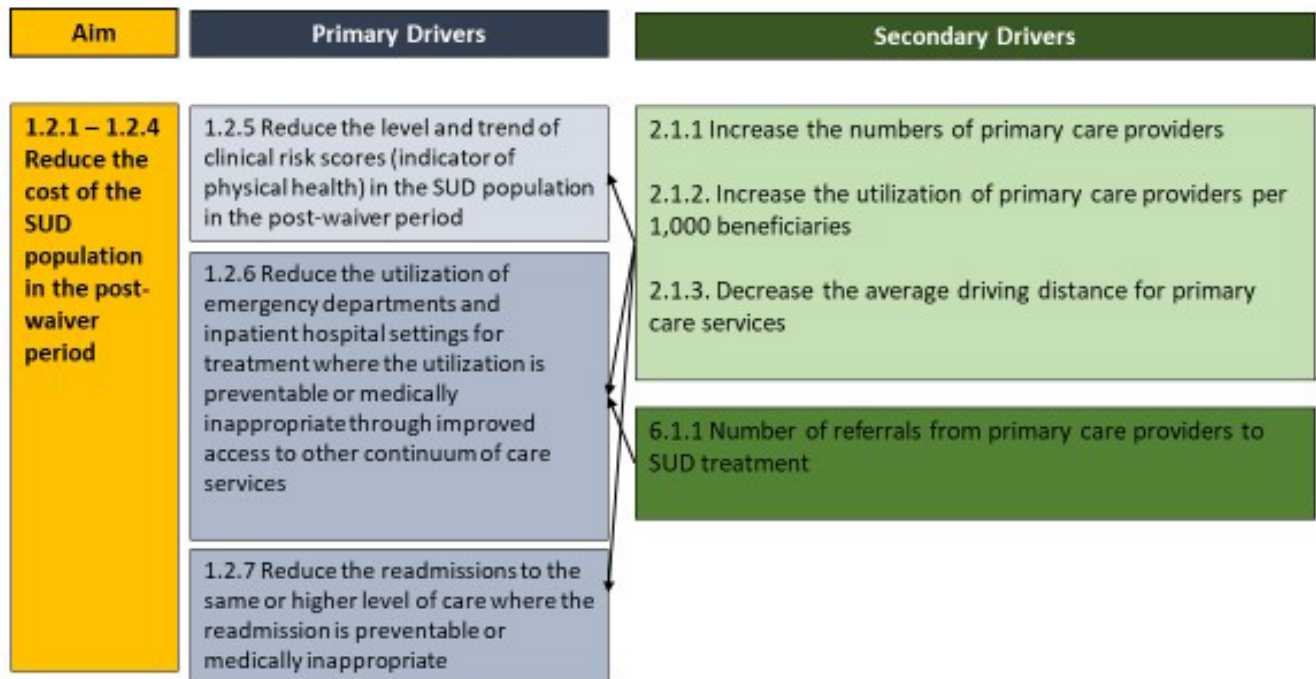 Aim
Primary Drivers
Secondary Drivers
1.2.1 – 1.2.4
Reduce the
cost of the
SUD
population
in the post-
waiver
period
1.2.5 Reduce the level and trend of
clinical risk scores (indicator of
physical health) in the SUD population
in the post-waiver period
1.2.6 Reduce the utilization of
emergency departments and
inpatient hospital settings for
treatment where the utilization is
preventable or medically
inappropriate through improved
access to other continuum of care
services
1.2.7 Reduce the readmissions to the
same or higher level of care where the
readmission is preventable or
medically inappropriate
2.1.1 Increase the numbers of primary care providers
2.1.2. Increase the utilization of primary care providers per
1,000 beneficiaries
2.1.3. Decrease the average driving distance for primary
care services
6.1.1 Number of referrals from primary care providers to
SUD treatment